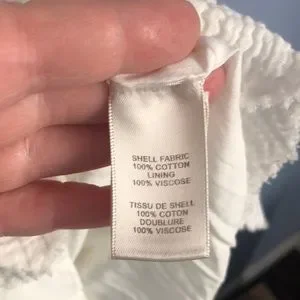 SHELL FABRIC
100% COTTON
LINING
100% VISCOSE
TISSU DE SHELL
100% COTON
DOUBLURE
100% VISCOSE